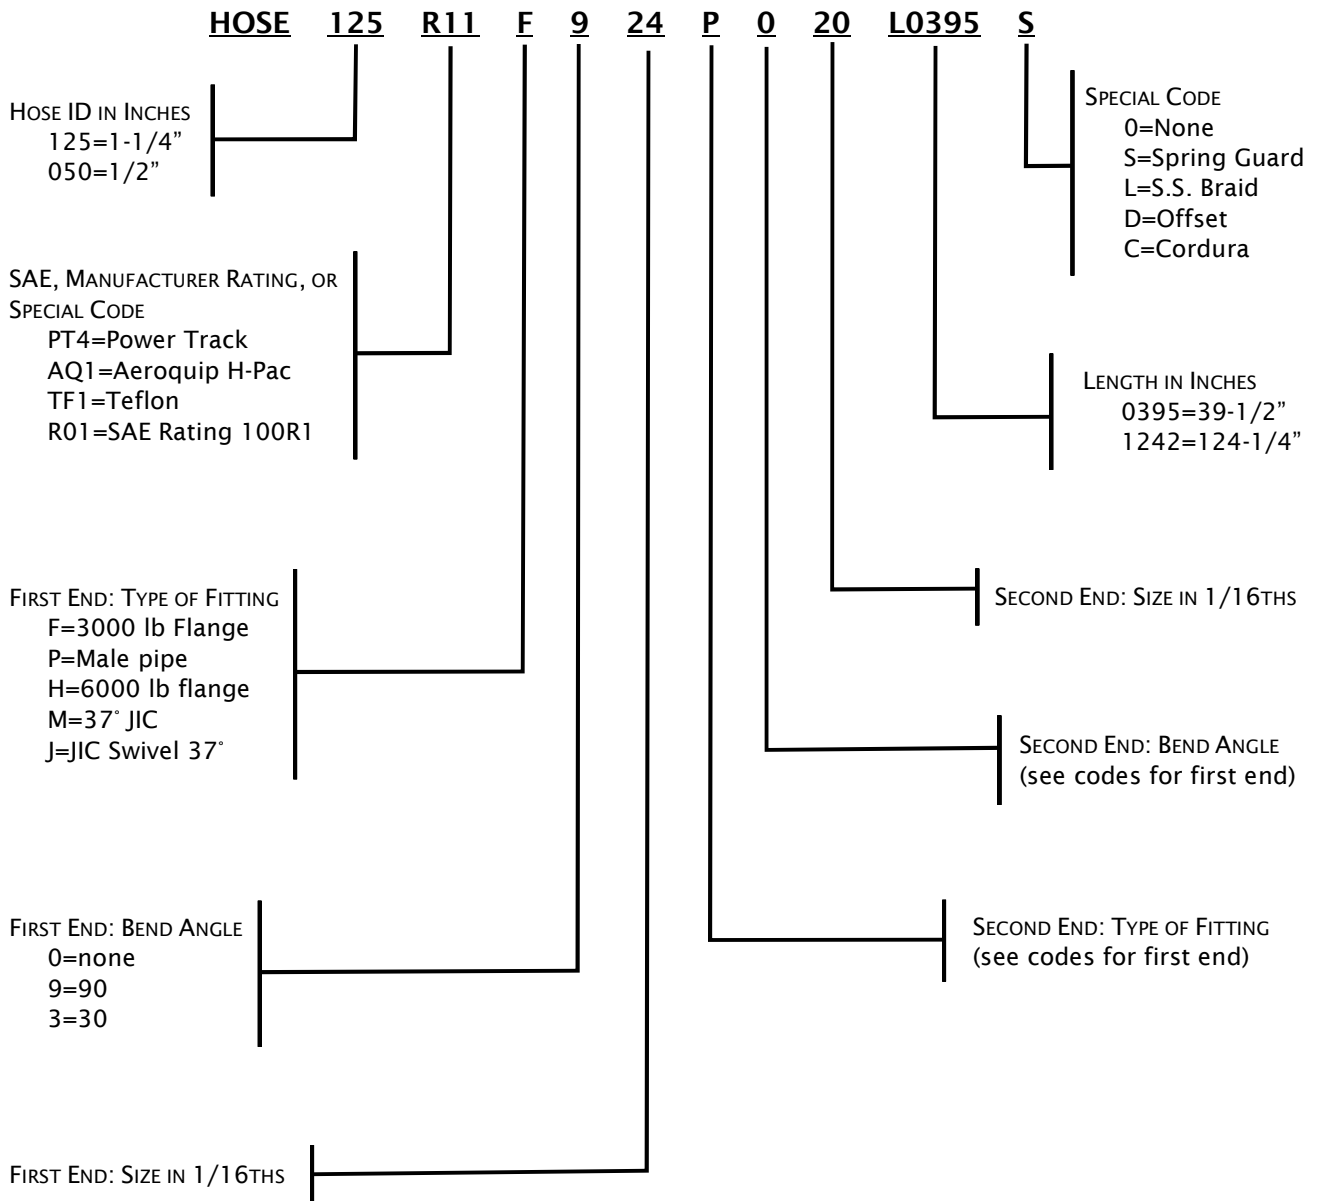 HOSE 125 R11 F 9 24 P 0 20 L0395 S
HOSE ID IN INCHES
125=1-1/4”
050=1/2”
SAE, MANUFACTURER RATING, OR
SPECIAL CODE
PT4=Power Track
AQ1=Aeroquip H-Pac
TF1=Teflon
R01=SAE Rating 100R1
FIRST END: TYPE OF FITTING
F=3000 lb Flange
P=Male pipe
H=6000 lb flange
M=37° JIC
J=JIC Swivel 37°
FIRST END: BEND ANGLE
0=none
9=90
3=30
FIRST END: SIZE IN 1/16THS
SPECIAL CODE
0=None
S=Spring Guard
L=S.S. Braid
D=Offset
C=Cordura
LENGTH IN INCHES
0395=39-1/2”
1242=124-1/4”
SECOND END: SIZE IN 1/16THS
SECOND END: BEND ANGLE
(see codes for first end)
SECOND END: TYPE OF FITTING
(see codes for first end)